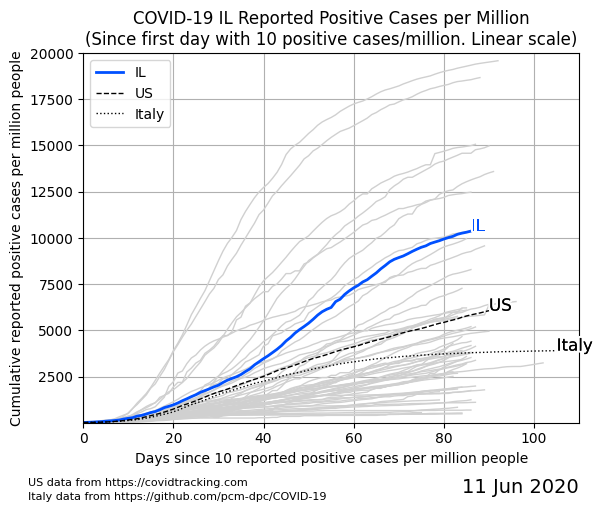 COVID-19 IL Reported Positive Cases per Million
(Since first day with 10 positive cases/million. Linear scale)
Cumulative reported positive cases per million people
20000
17500
15000
12500
10000
7500
5000
2500
IL
US
Italy
IL
US
Italy
0
20
40
60
80
100
Days since 10 reported positive cases per million people
US data from https://covidtracking.com
Italy data from https://github.com/pcm-dpc/COVID-19
11 Jun 2020